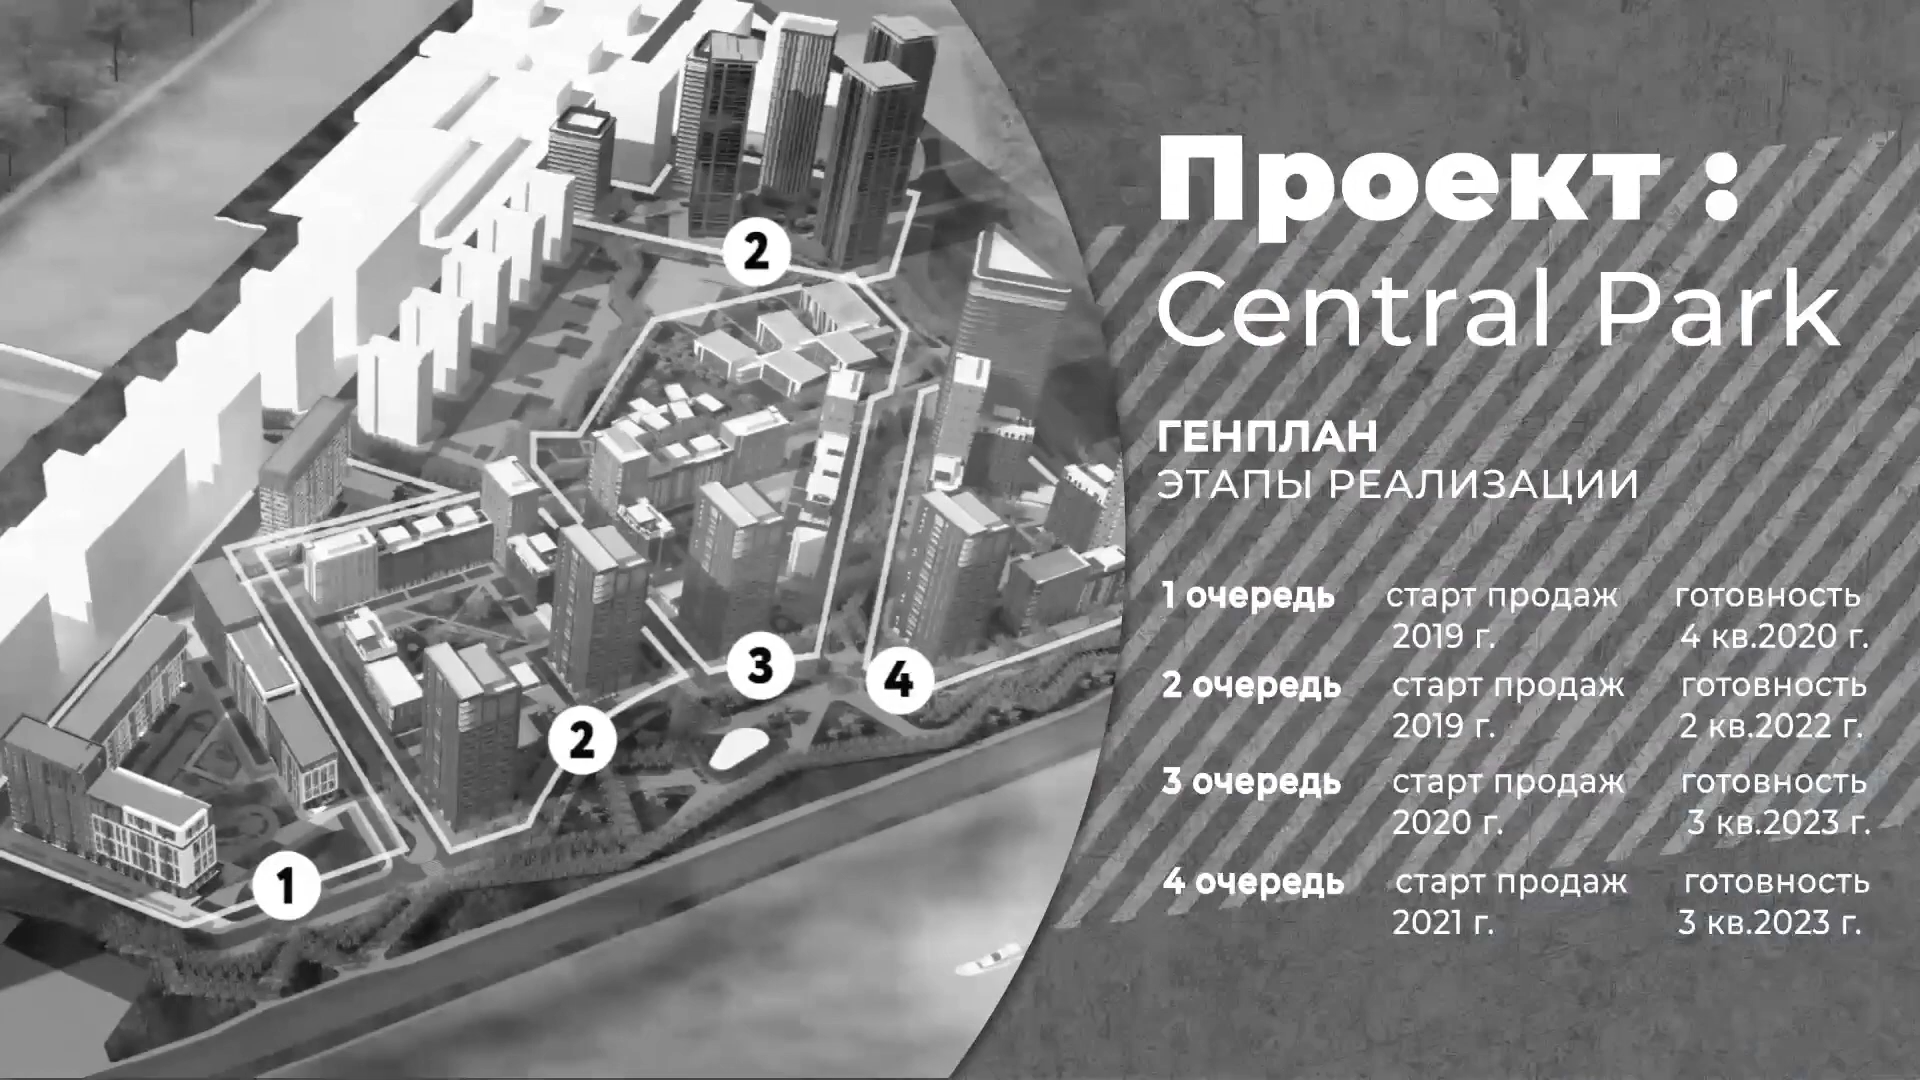 Проект :
Central Park
ГЕНПЛАН
ЭТАПЫ РЕАЛИЗАЦИИ
1 очередь старт продаж готовность
2019 г. 4 кв.2020 г.
2 очередь старт продаж готовность
2019 г. 2 кв.2022 г.
3 очередь старт продаж готовность
2020 г. 3 кв.2023 г.
4 очередь старт продаж готовность
2021 г. 3 кв.2023 г.
2
3
4
2
1